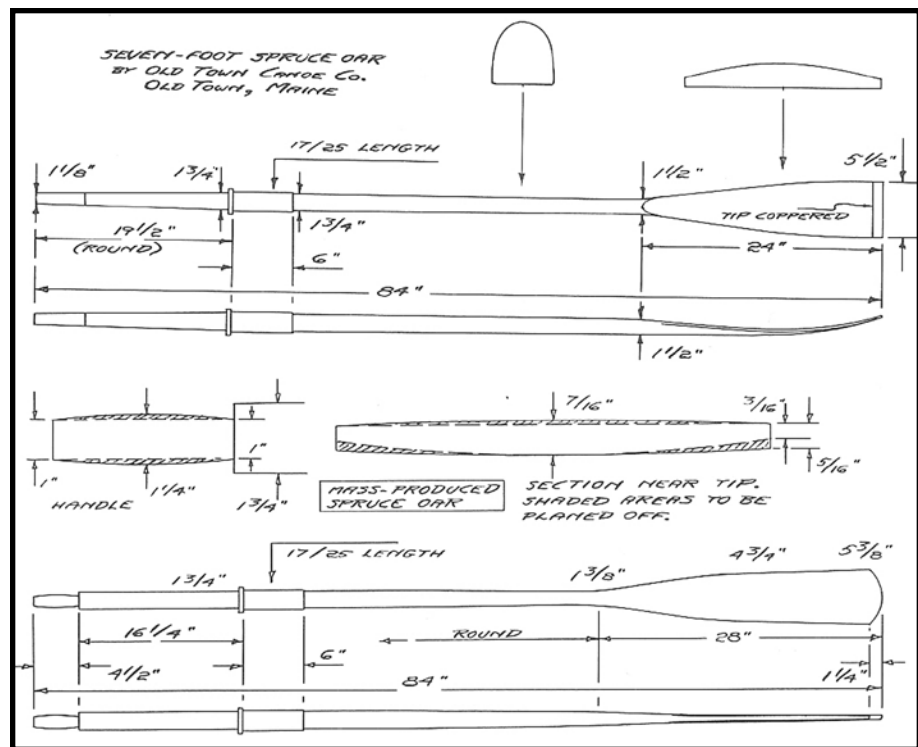 SEVEN-FOOT SPRUCE OAR
BY OLD TOWN CANOE CO.
OLD TOWN, MAINE
17/25 LENGTH
1 1/8"
1 3/4"
1 1/2"
5 1/2"
TIP COPPERED
19 1/2"
(ROUND)
1 3/4"
6"
24"
84"
1 1/2"
7/16"
3/16"
1"
1"
1 1/4"
1 3/4"
5/16"
HANDLE
MASS-PRODUCED
SPRUCE OAR
SECTION NEAR TIP.
SHADED AREAS TO BE
PLANED OFF.
17/25 LENGTH
1 3/4"
1 3/8"
4 3/4"
5 3/8"
16 1/4"
ROUND
28"
4 1/2"
6"
1 1/4"
84"